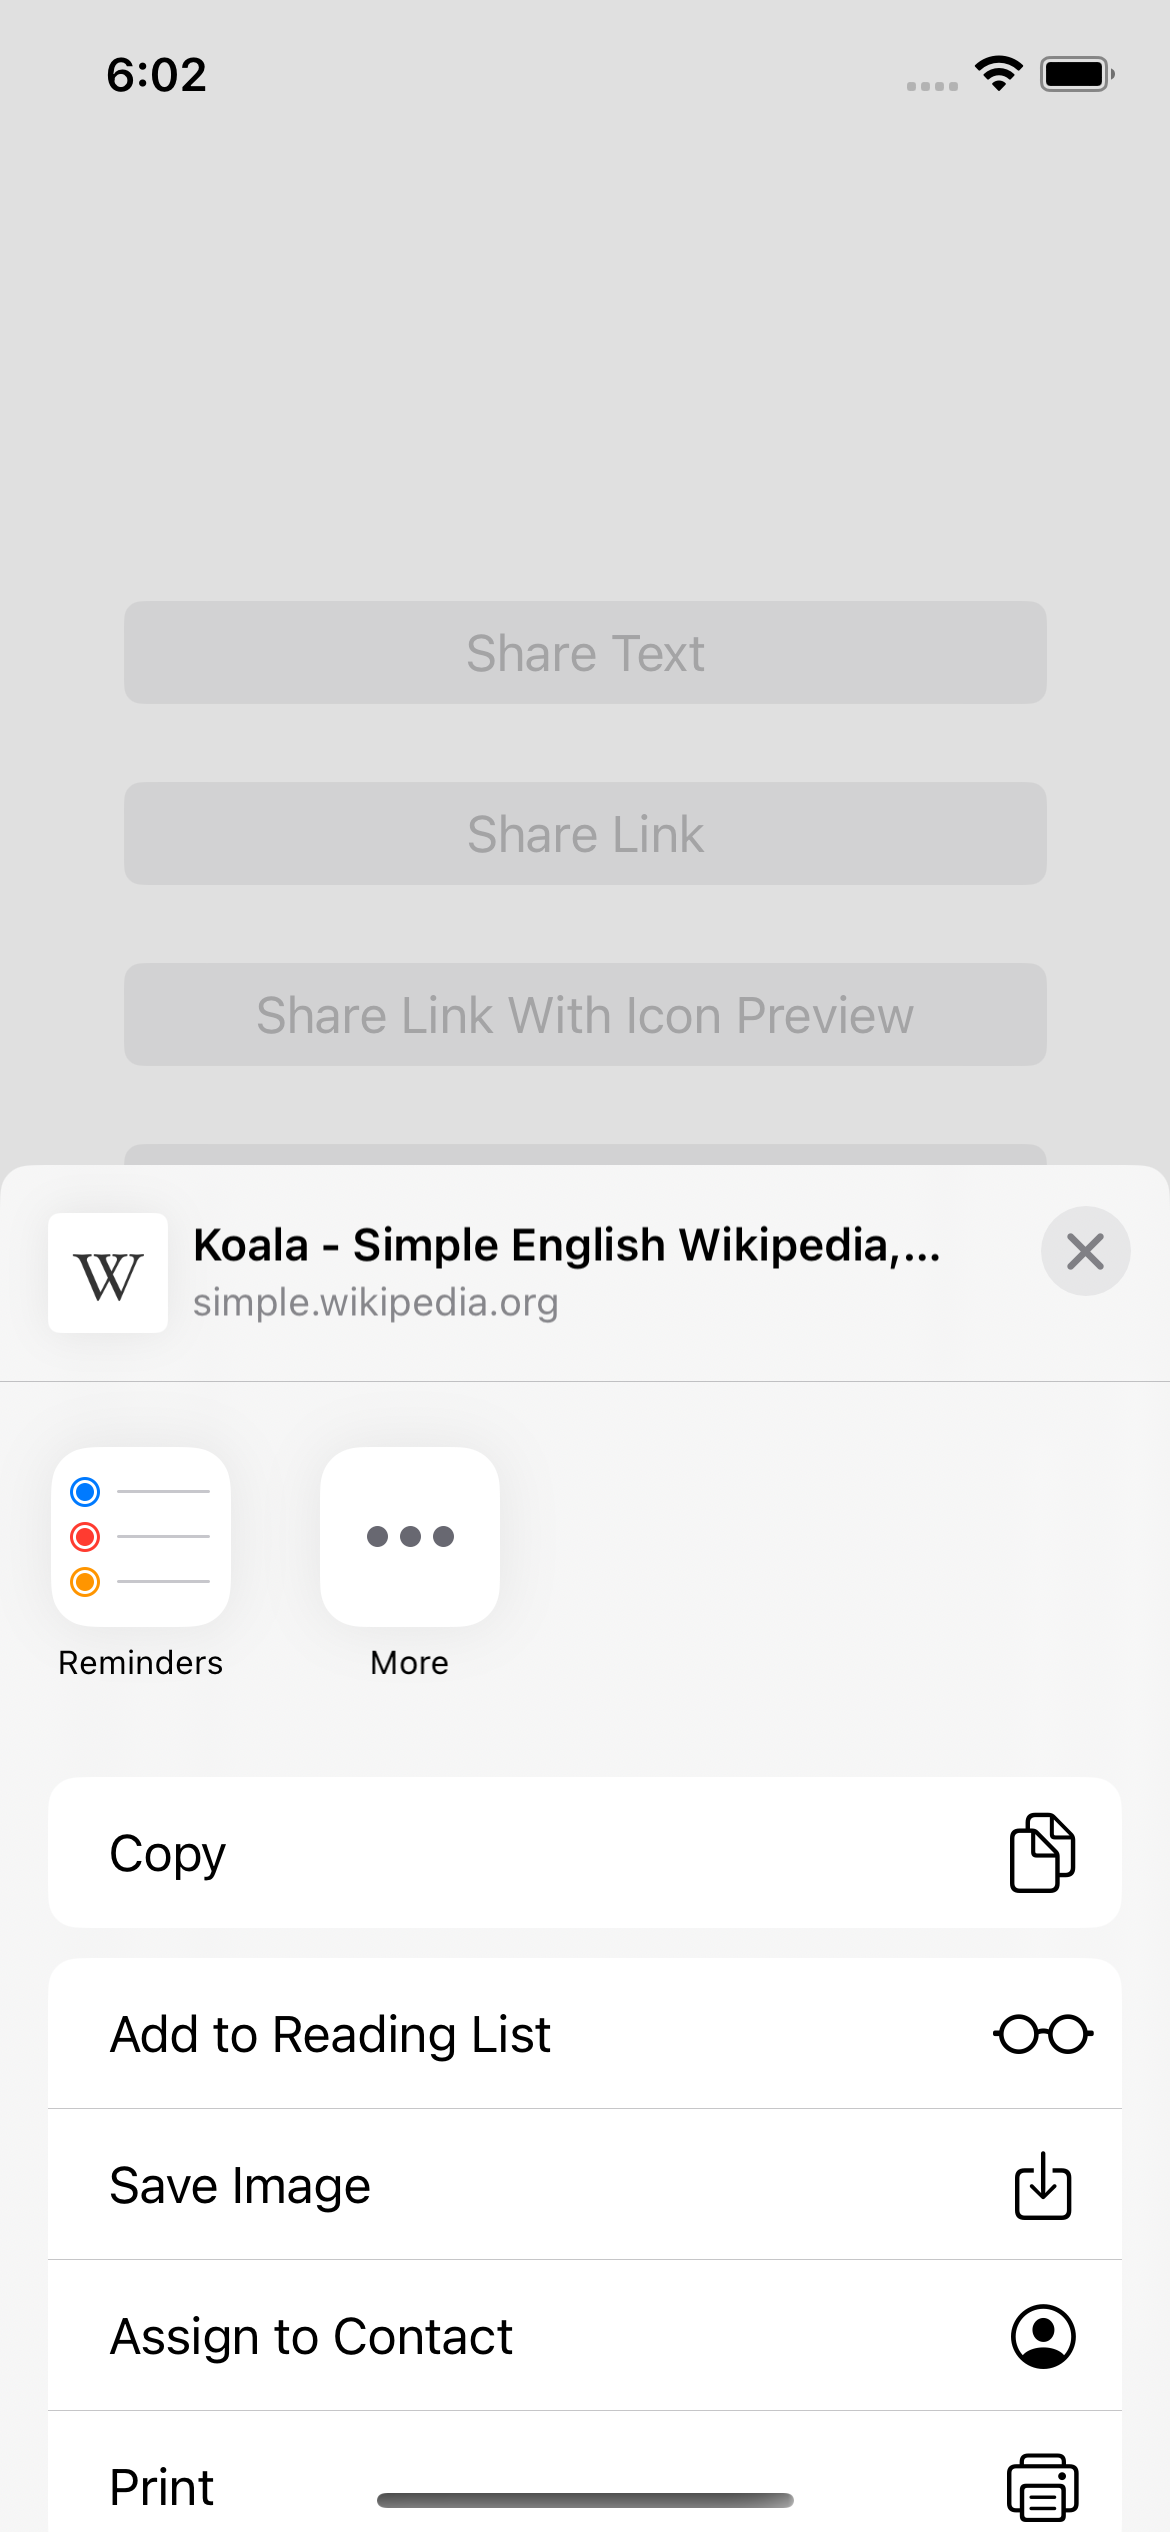 6:02
Share Text
Share Link
Share Link With Icon Preview
W
Koala - Simple English Wikipedia,...
simple.wikipedia.org
Reminders
More
Copy
Add to Reading List
Save Image
Assign to Contact
Print